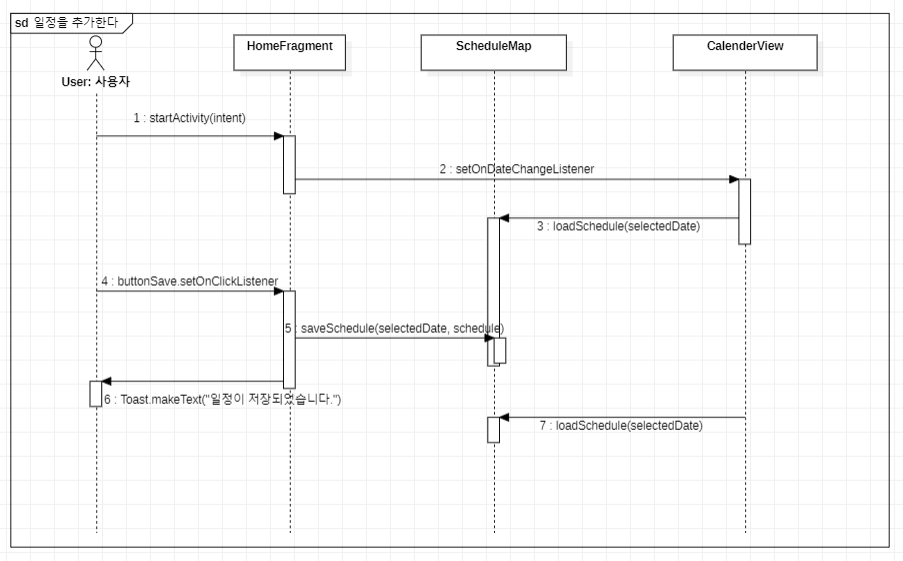 sd 일정을 추가한다
HomeFragment
ScheduleMap
CalenderView
User: 사용자
1 : startActivity(intent)
2 : setOnDateChangeListener
3 : loadSchedule(selectedDate)
4 : buttonSave.setOnClickListener
5 : saveSchedule(selectedDate, schedule)
6 : Toast.makeText("일정이 저장되었습니다.")
7 : loadSchedule(selectedDate)